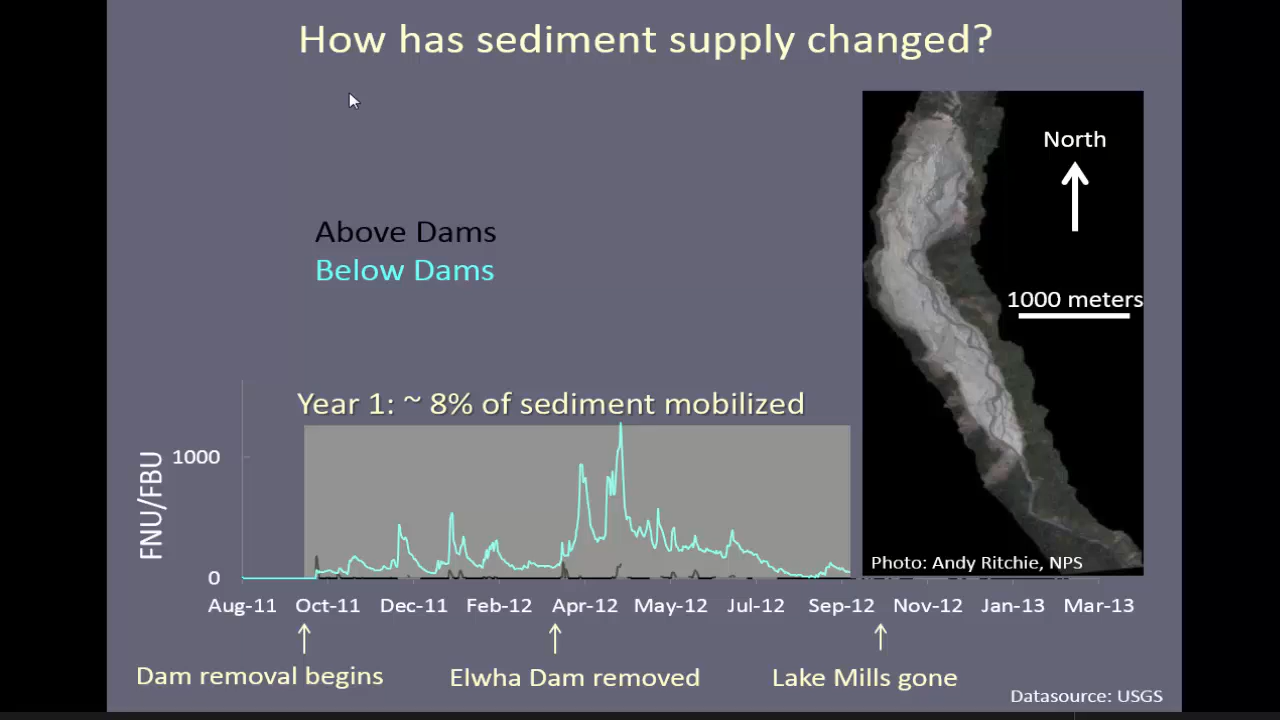 How has sediment supply changed?
North
Above Dams
Below Dams
1000 meters
Year 1: ~ 8% of sediment mobilized
FNU/FBU
1000
0
Photo: Andy Ritchie, NPS
Aug-11 Oct-11 Dec-11 Feb-12 Apr-12 May-12 Jul-12 Sep-12 Nov-12 Jan-13 Mar-13
Dam removal begins
Elwha Dam removed
Lake Mills gone
Datasource: USGS